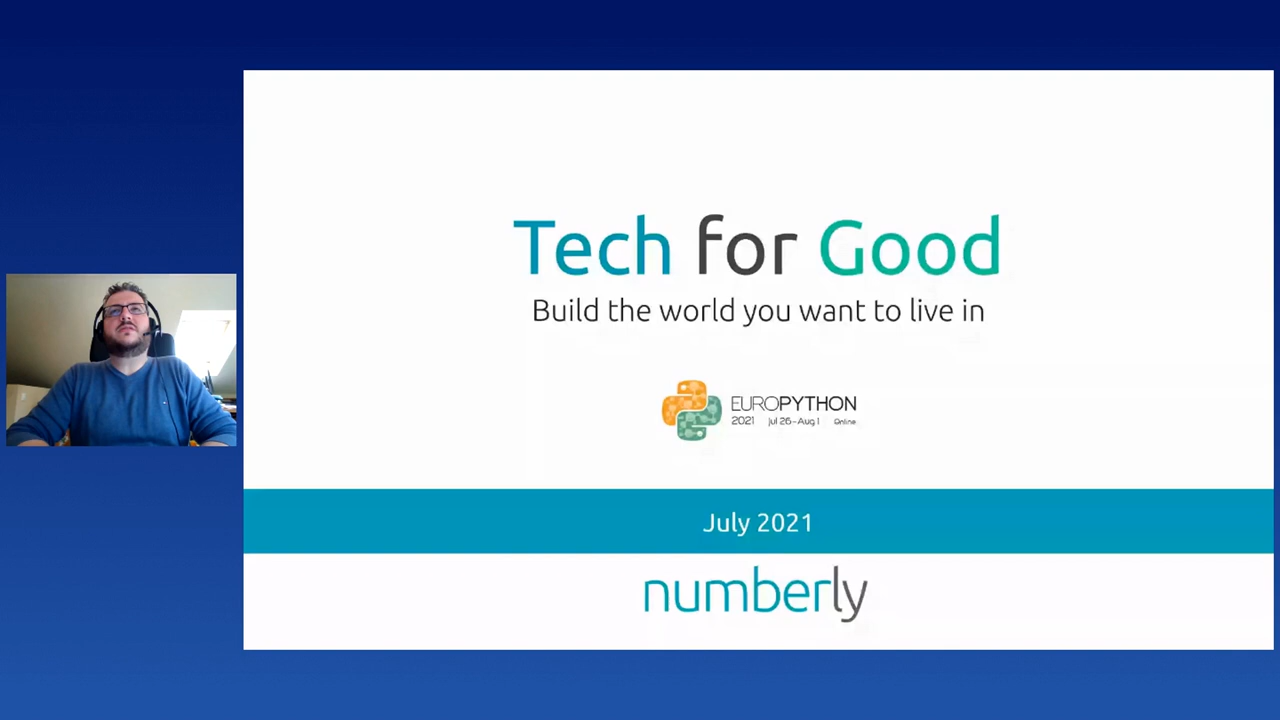 Tech for Good
Build the world you want to live in
EUROPYTHON
2021 Jul 26-Aug 1 Online
July 2021
numberly